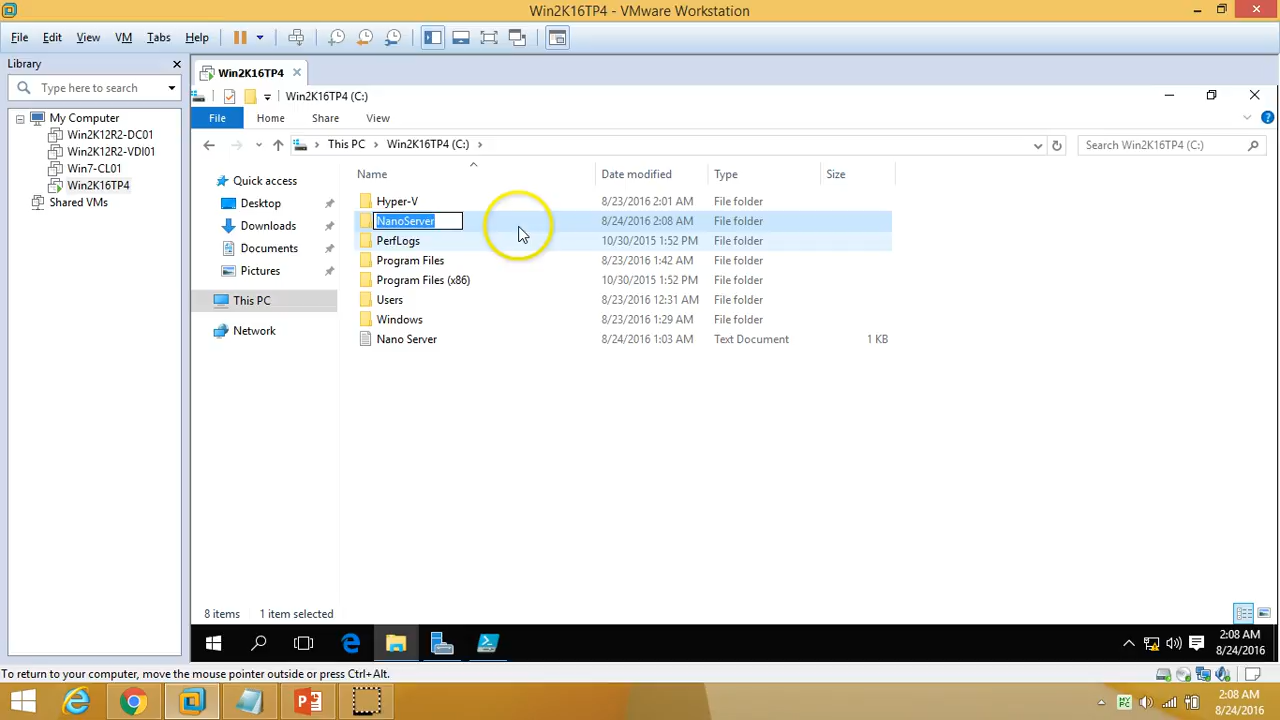 Win2K16TP4 - VMware Workstation
File Edit View VM Tabs Help
Library
Type here to search
My Computer
Win2K12R2-DC01
Win2K12R2-VDI01
Win7-CL01
Win2K16TP4
Shared VMs
Win2K16TP4
Win2K16TP4 (C:)
File Home Share View
This PC Win2K16TP4 (C:) Search Win2K16TP4 (C:)
Quick access
Desktop
Downloads
Documents
Pictures
This PC
Network
Name Date modified Type Size
Hyper-V 8/23/2016 2:01 AM File folder
NanoServer 8/24/2016 2:08 AM File folder
PerfLogs 10/30/2015 1:52 PM File folder
Program Files 8/23/2016 1:42 AM File folder
Program Files (x86) 10/30/2015 1:52 PM File folder
Users 8/23/2016 12:31 AM File folder
Windows 8/23/2016 1:29 AM File folder
Nano Server 8/24/2016 1:03 AM Text Document 1 KB
8 items 1 item selected
2:08 AM
8/24/2016
To return to your computer, move the mouse pointer outside or press Ctrl+Alt.
2:08 AM
8/24/2016